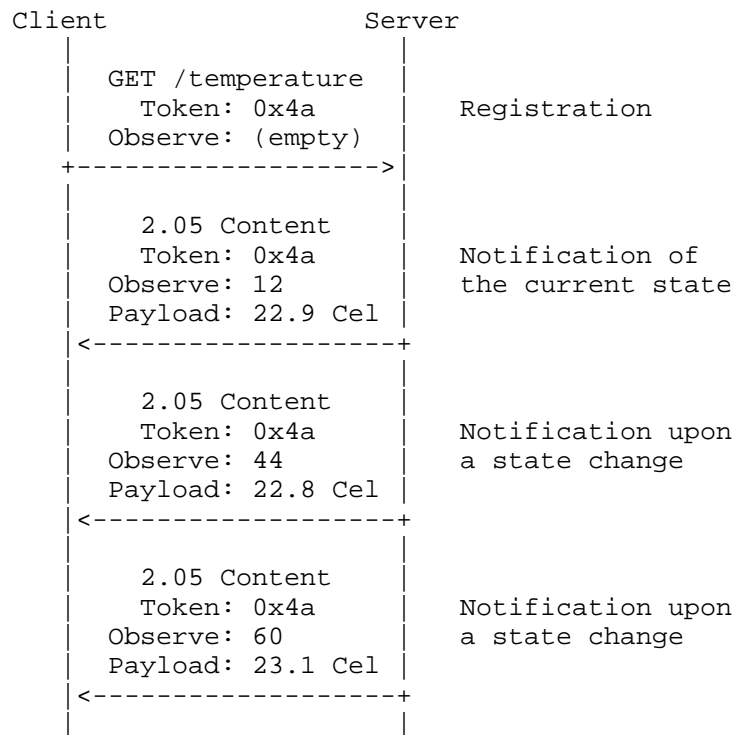 Client Server
GET /temperature
Token: 0x4a Registration
Observe: (empty)
+------------------->|
2.05 Content
Token: 0x4a Notification of
Observe: 12 the current state
Payload: 22.9 Cel
|<-------------------+
2.05 Content
Token: 0x4a Notification upon
Observe: 44 a state change
Payload: 22.8 Cel
|<-------------------+
2.05 Content
Token: 0x4a Notification upon
Observe: 60 a state change
Payload: 23.1 Cel
|<-------------------+